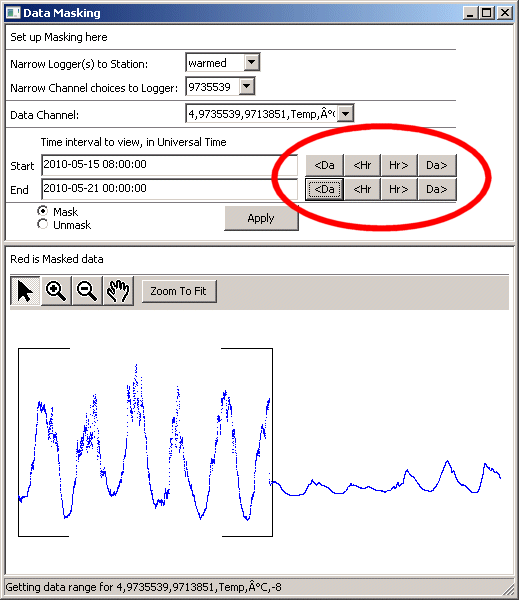 Data Masking
Set up Masking here
Narrow Logger(s) to Station: warmed
Narrow Channel choices to Logger: 9735539
Data Channel: 4,9735539,9713851,Temp,Â°C
Time interval to view, in Universal Time
Start 2010-05-15 08:00:00 <Da <Hr Hr> Da>
End 2010-05-21 00:00:00 <Da <Hr Hr> Da>
Mask
Unmask
Apply
Red is Masked data
Zoom To Fit
Getting data range for 4,9735539,9713851,Temp,Â°C,-8